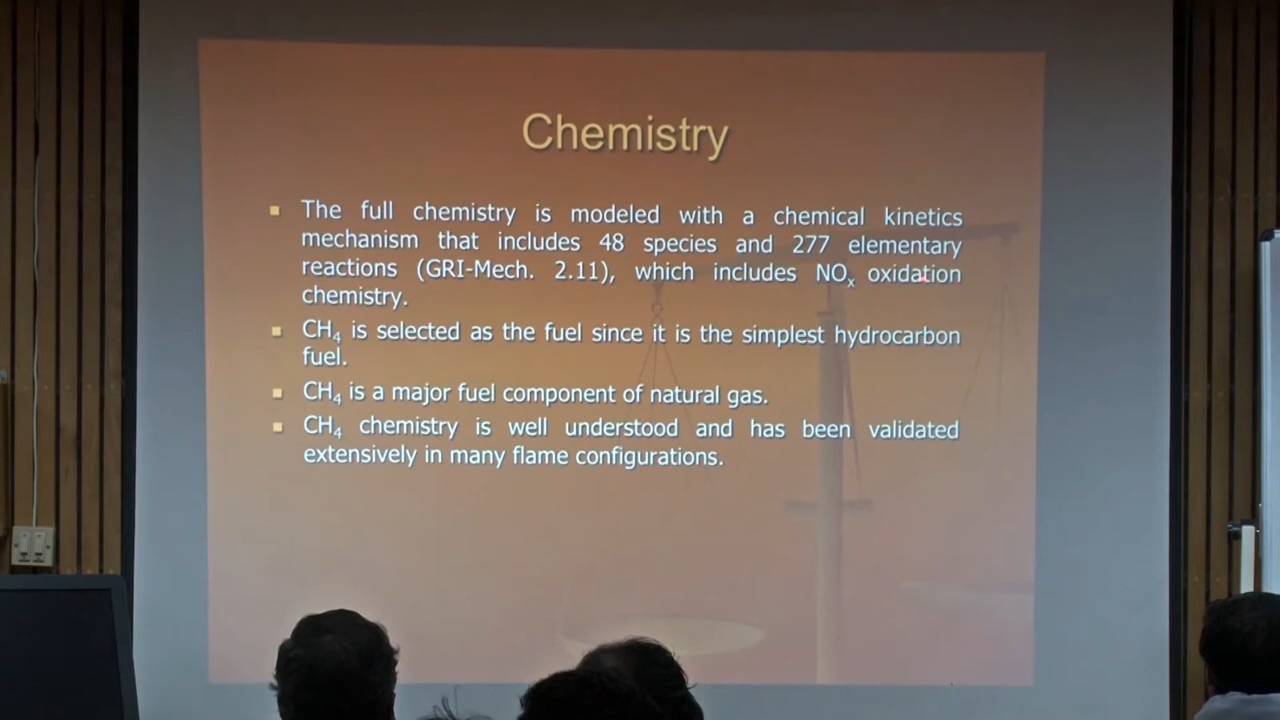 Chemistry
The full chemistry is modeled with a chemical kinetics
mechanism that includes 48 species and 277 elementary
reactions (GRI-Mech. 2.11), which includes NOₓ oxidation
chemistry.
CH₄ is selected as the fuel since it is the simplest hydrocarbon
fuel.
CH₄ is a major fuel component of natural gas.
CH₄ chemistry is well understood and has been validated
extensively in many flame configurations.